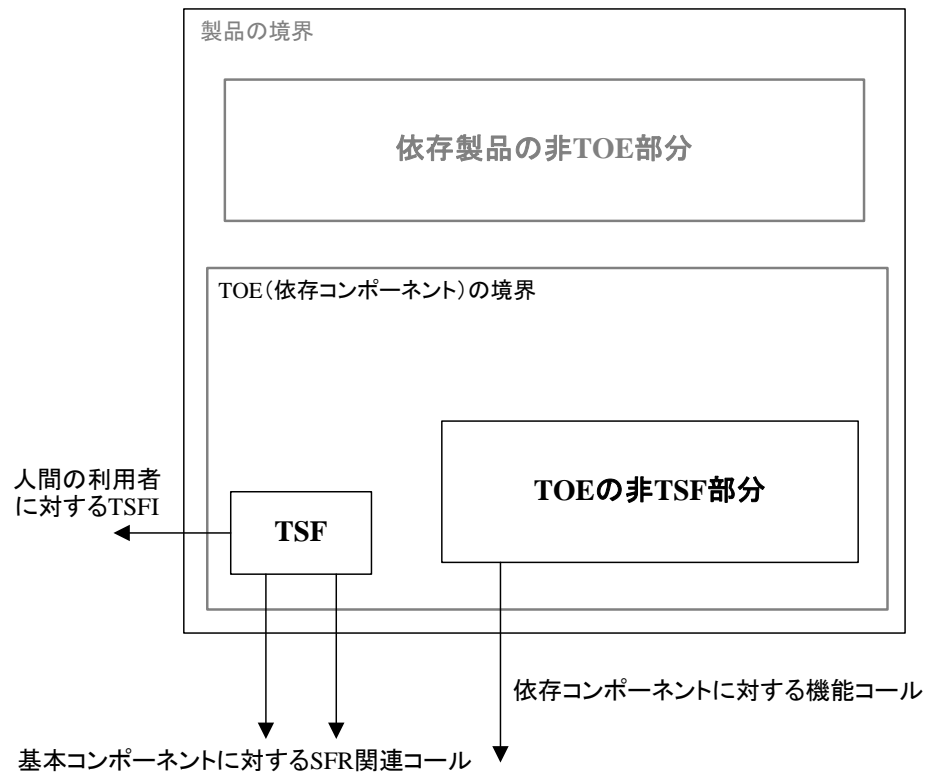 製品の境界
依存製品の非TOE部分
TOE（依存コンポーネント）の境界
TOEの非TSF部分
人間の利用者
に対するTSFI
TSF
依存コンポーネントに対する機能コール
基本コンポーネントに対するSFR関連コール